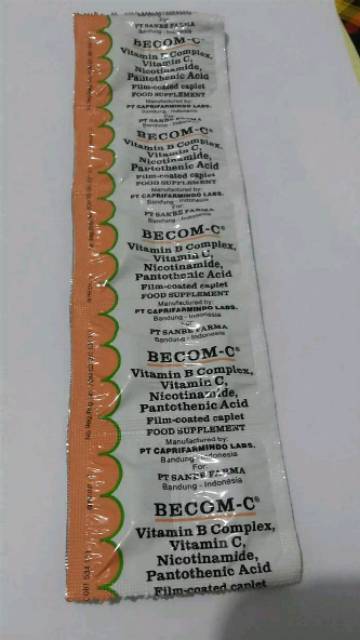 For
PT SANBE FARMA
Bandung - Indonesia
BECOM-C®
Vitamin B Complex,
Vitamin C,
Nicotinamide,
Pantothenic Acid
Film-coated caplet
FOOD SUPPLEMENT
Manufactured by:
PT CAPRIFARMINDO LABS.
Bandung - Indonesia
For
PT SANBE FARMA
Bandung - Indonesia
BECOM-C®
Vitamin B Complex,
Vitamin C,
Nicotinamide,
Pantothenic Acid
Film-coated caplet
FOOD SUPPLEMENT
Manufactured by:
PT CAPRIFARMINDO LABS.
Bandung - Indonesia
For
PT SANBE FARMA
Bandung - Indonesia
BECOM-C®
Vitamin B Complex,
Vitamin C,
Nicotinamide,
Pantothenic Acid
Film-coated caplet
FOOD SUPPLEMENT
Manufactured by:
PT CAPRIFARMINDO LABS.
Bandung - Indonesia
For
PT SANBE FARMA
Bandung - Indonesia
BECOM-C®
Vitamin B Complex,
Vitamin C,
Nicotinamide,
Pantothenic Acid
Film-coated caplet
FOOD SUPPLEMENT
Manufactured by:
PT CAPRIFARMINDO LABS.
Bandung - Indonesia
For:
PT SANBE FARMA
Bandung - Indonesia
BECOM-C®
Vitamin B Complex,
Vitamin C,
Nicotinamide,
Pantothenic Acid
Film-coated caplet